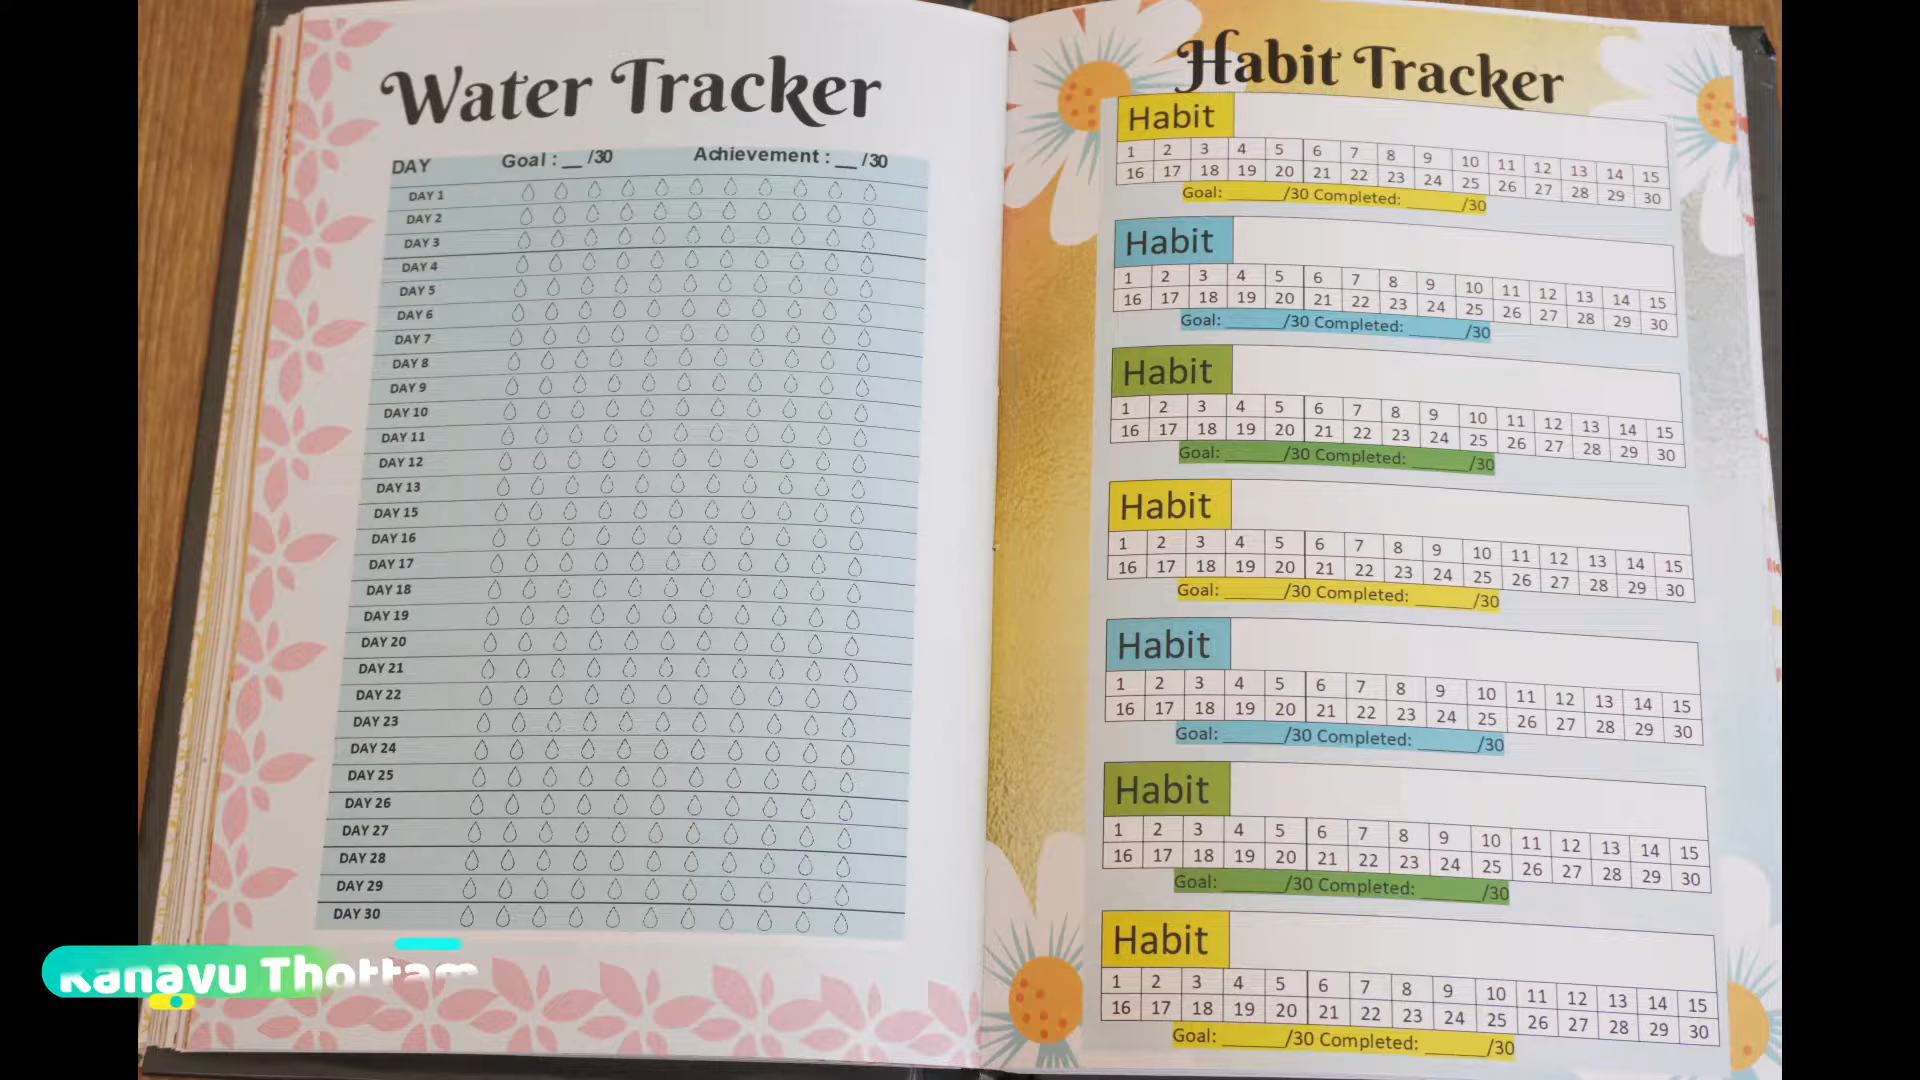 Water Tracker
DAY Goal : __ /30 Achievement : __ /30
DAY 1
DAY 2
DAY 3
DAY 4
DAY 5
DAY 6
DAY 7
DAY 8
DAY 9
DAY 10
DAY 11
DAY 12
DAY 13
DAY 15
DAY 16
DAY 17
DAY 18
DAY 19
DAY 20
DAY 21
DAY 22
DAY 23
DAY 24
DAY 25
DAY 26
DAY 27
DAY 28
DAY 29
DAY 30
Habit Tracker
Habit
1 2 3 4 5 6 7 8 9 10 11 12 13 14 15
16 17 18 19 20 21 22 23 24 25 26 27 28 29 30
Goal: ______/30 Completed: ______/30
Habit
1 2 3 4 5 6 7 8 9 10 11 12 13 14 15
16 17 18 19 20 21 22 23 24 25 26 27 28 29 30
Goal: ______/30 Completed: ______/30
Habit
1 2 3 4 5 6 7 8 9 10 11 12 13 14 15
16 17 18 19 20 21 22 23 24 25 26 27 28 29 30
Goal: ______/30 Completed: ______/30
Habit
1 2 3 4 5 6 7 8 9 10 11 12 13 14 15
16 17 18 19 20 21 22 23 24 25 26 27 28 29 30
Goal: ______/30 Completed: ______/30
Habit
1 2 3 4 5 6 7 8 9 10 11 12 13 14 15
16 17 18 19 20 21 22 23 24 25 26 27 28 29 30
Goal: ______/30 Completed: ______/30
Habit
1 2 3 4 5 6 7 8 9 10 11 12 13 14 15
16 17 18 19 20 21 22 23 24 25 26 27 28 29 30
Goal: ______/30 Completed: ______/30
Habit
1 2 3 4 5 6 7 8 9 10 11 12 13 14 15
16 17 18 19 20 21 22 23 24 25 26 27 28 29 30
Goal: ______/30 Completed: ______/30
Kanavu Thottam